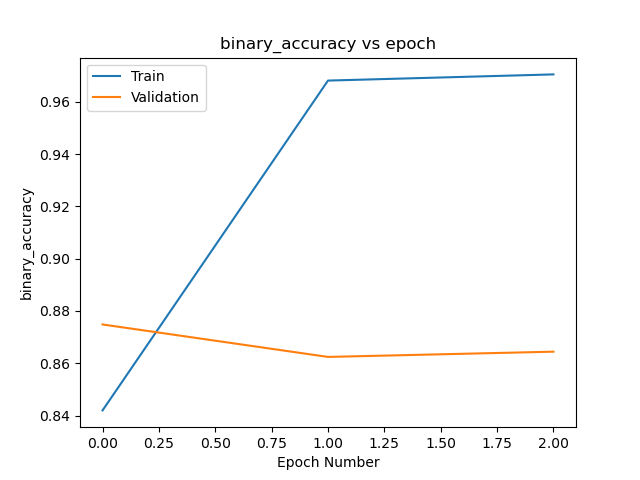 binary_accuracy vs epoch
Train
Validation
0.96
0.94
0.92
0.90
0.88
0.86
0.84
binary_accuracy
0.00 0.25 0.50 0.75 1.00 1.25 1.50 1.75 2.00
Epoch Number